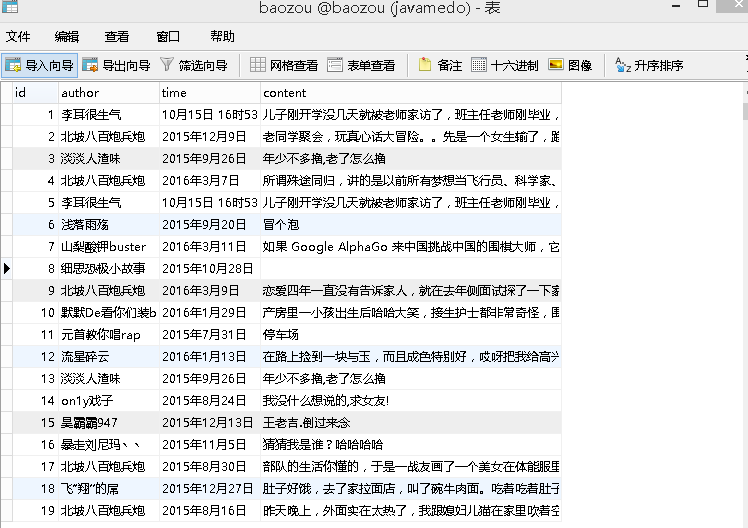 baozou @baozou (javamedo) - 表
文件 编辑 查看 窗口 帮助
导入向导 导出向导 筛选向导 网格查看 表单查看 备注 十六进制 图像 升序排序
id author time content
1 李耳很生气 10月15日 16时53 儿子刚开学没几天就被老师家访了，班主任老师刚毕业，
2 北坡八百炮兵炮 2015年12月9日 老同学聚会，玩真心话大冒险。。先是一个女生输了，
3 淡淡人渣味 2015年9月26日 年少不多撸,老了怎么撸
4 北坡八百炮兵炮 2016年3月7日 所谓殊途同归，讲的是以前所有梦想当飞行员、科学家、
5 李耳很生气 10月15日 16时53 儿子刚开学没几天就被老师家访了，班主任老师刚毕业，
6 浅落雨殇 2015年9月20日 冒个泡
7 山梨酸钾buster 2016年3月11日 如果 Google AlphaGo 来中国挑战中国的围棋大师，它
8 细思恐极小故事 2015年10月28日
9 北坡八百炮兵炮 2016年3月9日 恋爱四年一直没有告诉家人，就在去年侧面试探了一下家
10 默默De看你们装b 2016年1月29日 产房里一小孩出生后哈哈大笑，接生护士都非常奇怪，围
11 元首教你唱rap 2015年7月31日 停车场
12 流星碎云 2016年1月13日 在路上捡到一块与玉，而且成色特别好，哎呀把我给高兴
13 淡淡人渣味 2015年9月26日 年少不多撸,老了怎么撸
14 on1y戏子 2015年8月24日 我没什么想说的,求女友!
15 昊霸霸947 2015年12月13日 王老吉.倒过来念
16 暴走刘尼玛丶丶 2015年11月5日 猜猜我是谁？哈哈哈哈
17 北坡八百炮兵炮 2015年8月30日 部队的生活你懂的，于是一战友画了一个美女在体能服里
18 飞“翔”的屌 2015年12月27日 肚子好饿，去了家拉面店，叫了碗牛肉面。吃着吃着肚子
19 北坡八百炮兵炮 2015年8月16日 昨天晚上，外面实在太热了，我跟媳妇儿猫在家里吹着空